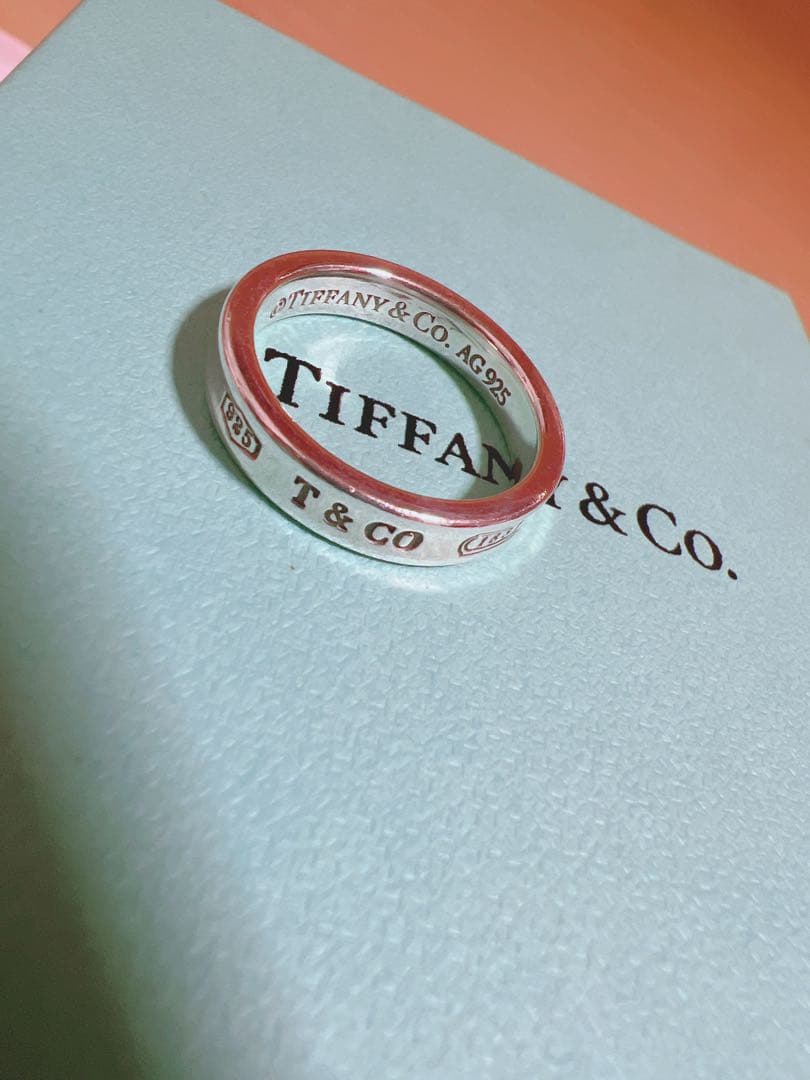 ©TIFFANY & CO. AG925
TIFFANY & CO.
925 T & CO